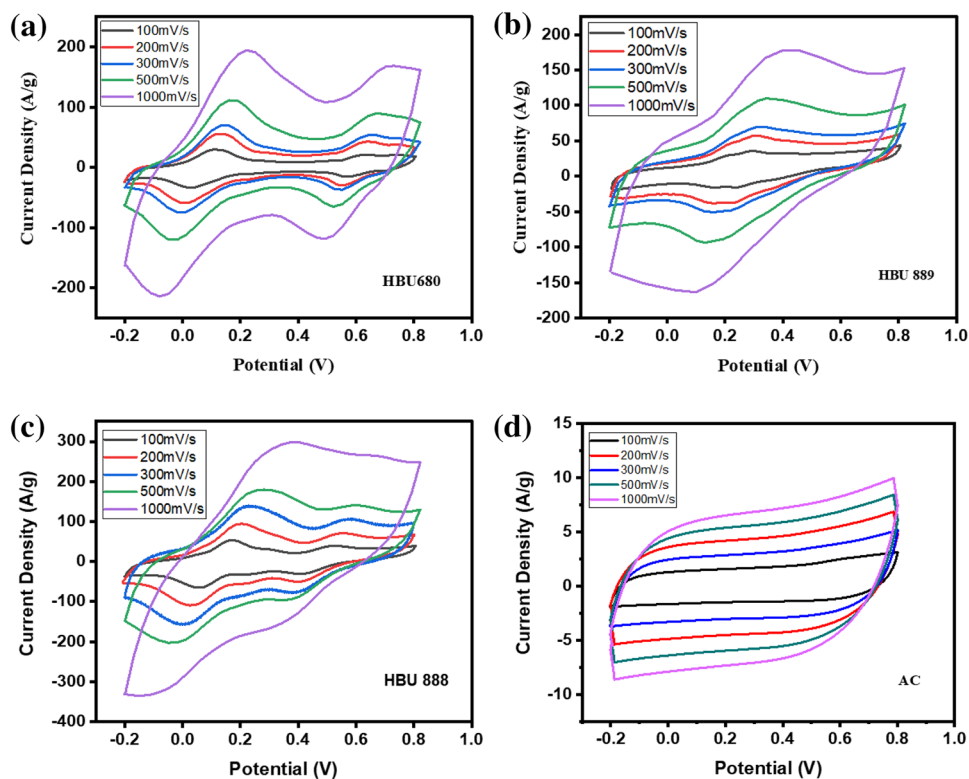 (a)
200
100
0
-100
-200
Current Density (A/g)
100mV/s
200mV/s
300mV/s
500mV/s
1000mV/s
HBU680
-0.2 0.0 0.2 0.4 0.6 0.8 1.0
Potential (V)
(b)
200
150
100
50
0
-50
-100
-150
-200
Current Density (A/g)
100mV/s
200mV/s
300mV/s
500mV/s
1000mV/s
HBU 889
-0.2 0.0 0.2 0.4 0.6 0.8 1.0
Potential (V)
(c)
300
200
100
0
-100
-200
-300
-400
Current Density (A/g)
100mV/s
200mV/s
300mV/s
500mV/s
1000mV/s
HBU 888
-0.2 0.0 0.2 0.4 0.6 0.8 1.0
Potential (V)
(d)
15
10
5
0
-5
-10
Current Density (A/g)
100mV/s
200mV/s
300mV/s
500mV/s
1000mV/s
AC
-0.2 0.0 0.2 0.4 0.6 0.8 1.0
Potential (V)